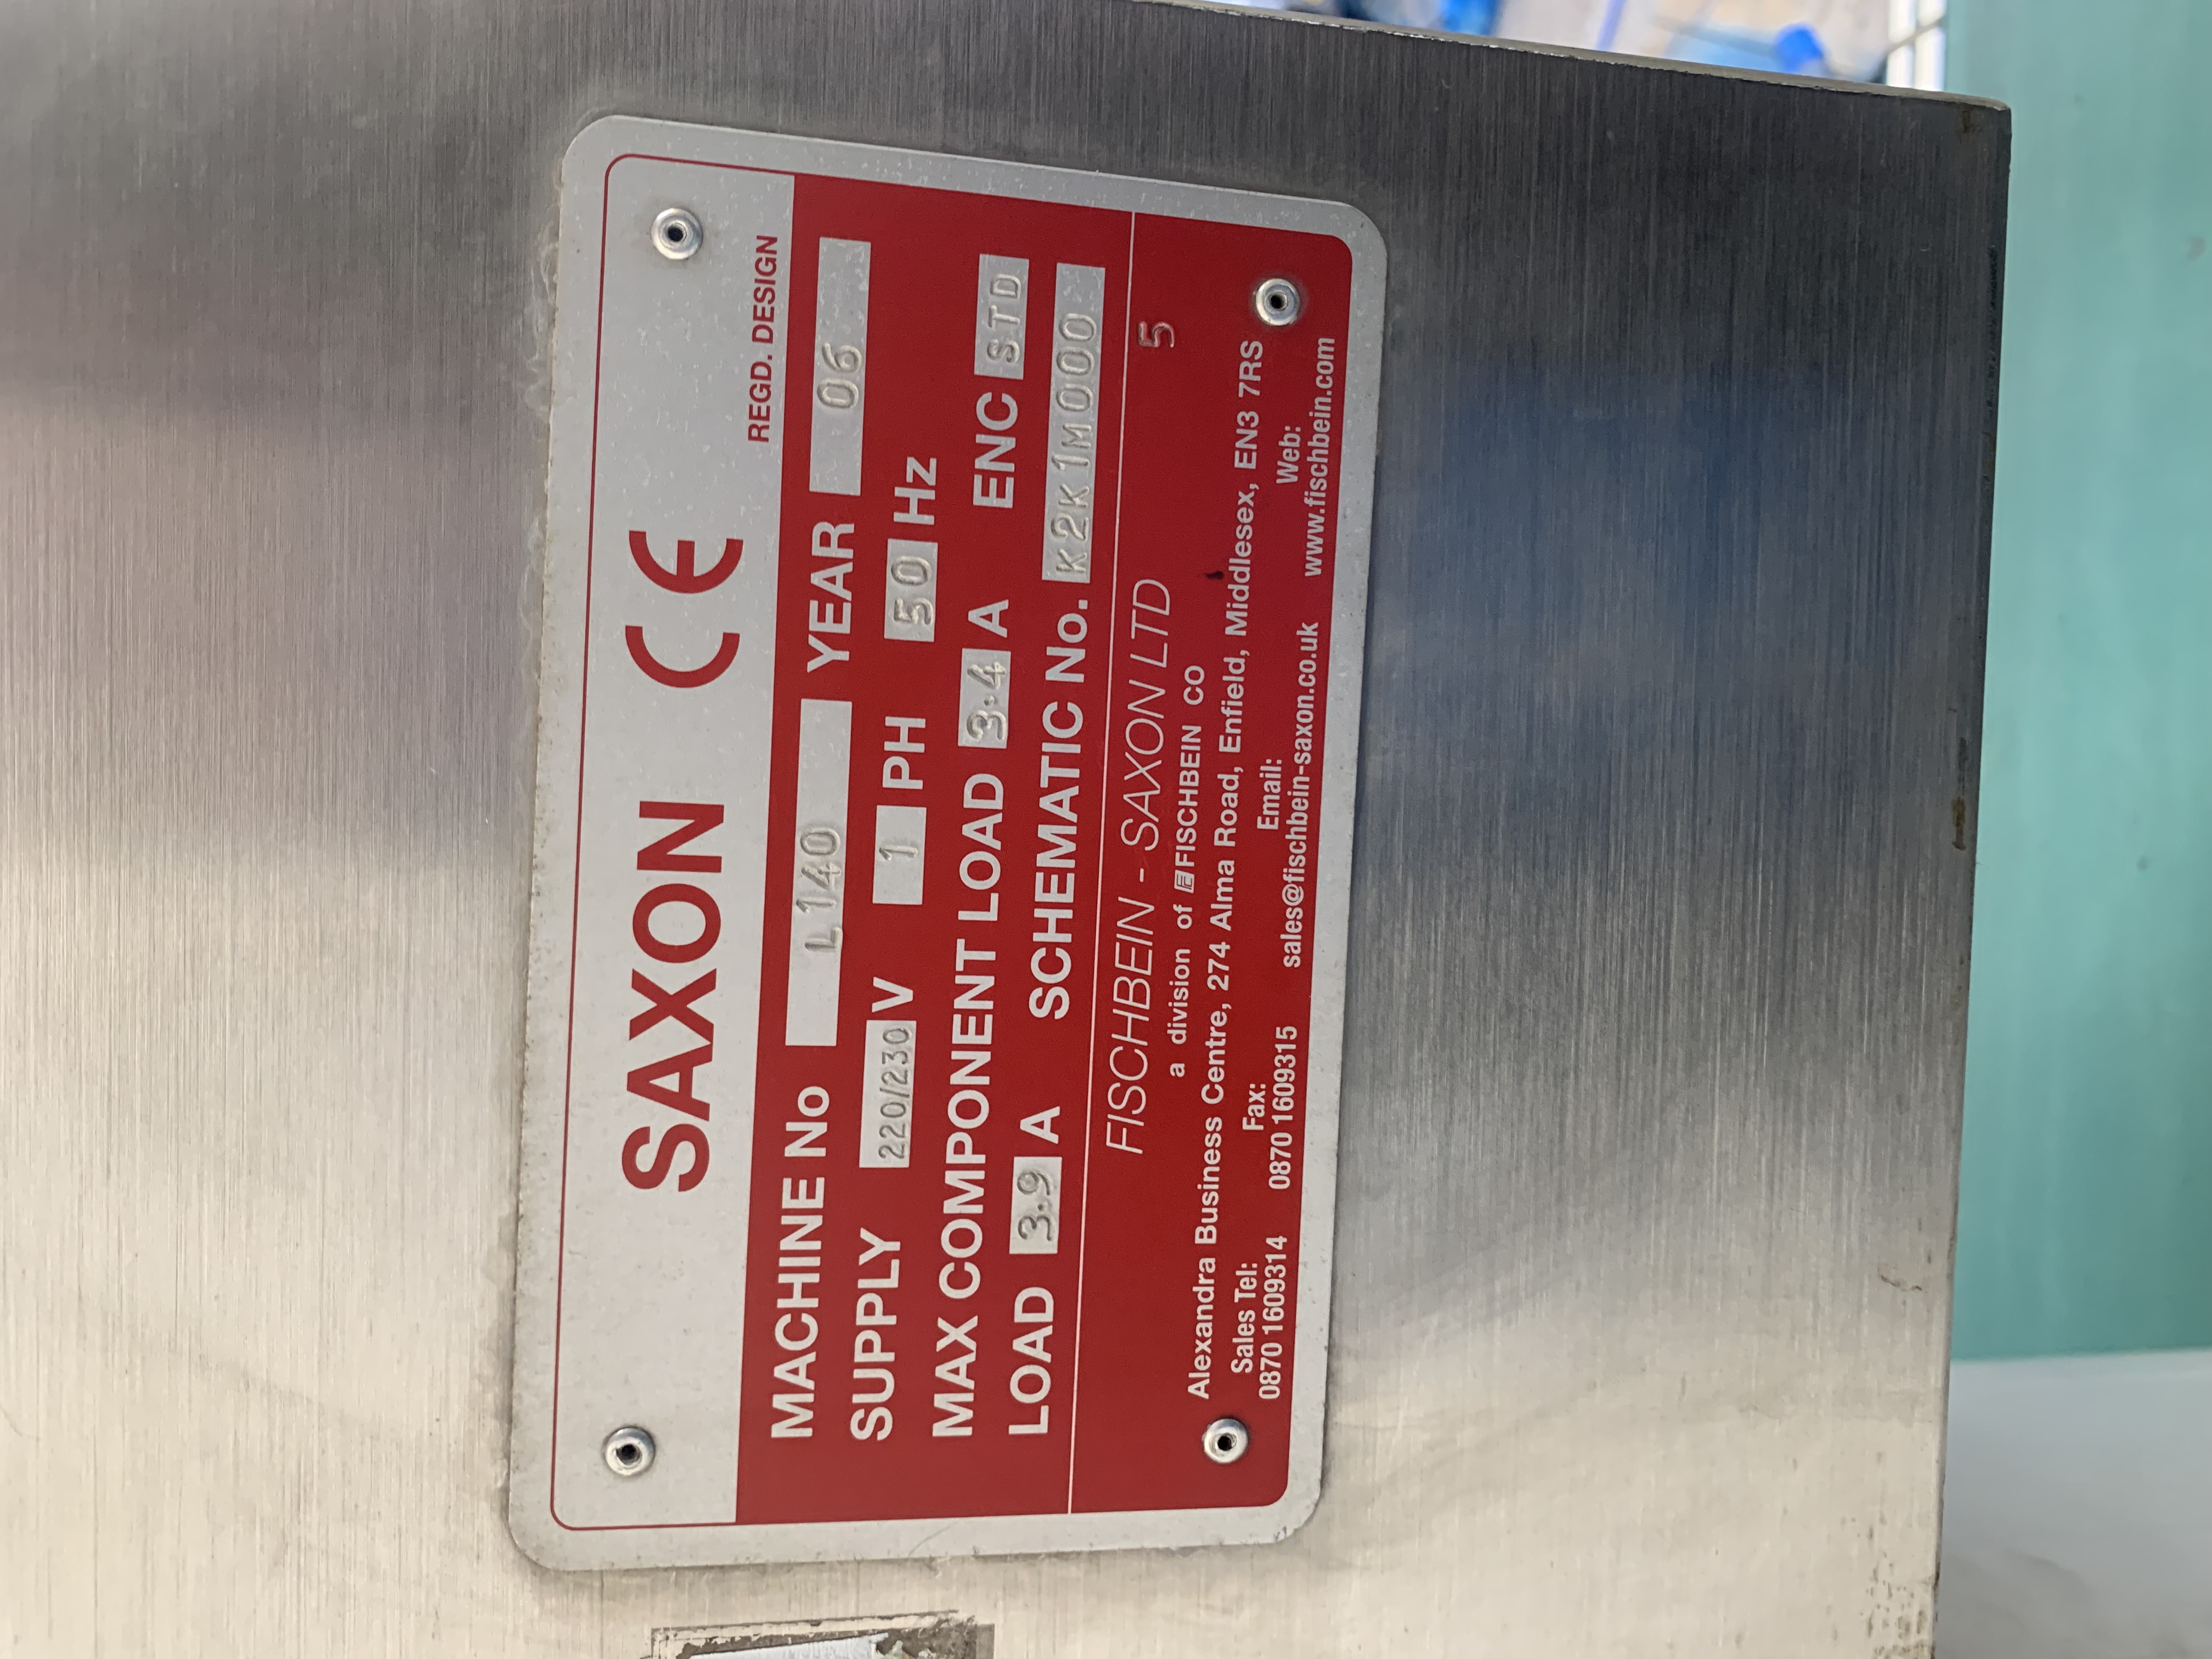 SAXON CE
REGD. DESIGN
MACHINE No L140 YEAR 06
SUPPLY 220/230 V 1 PH 50 Hz
MAX COMPONENT LOAD 3.4 A ENC STD
LOAD 3.9 A SCHEMATIC No. K2K1M000
5
FISCHBEIN - SAXON LTD
a division of FISCHBEIN CO
Alexandra Business Centre, 274 Alma Road, Enfield, Middlesex, EN3 7RS
Sales Tel: Fax: Email: Web:
0870 1609314 0870 1609315 sales@fischbein-saxon.co.uk www.fischbein.com